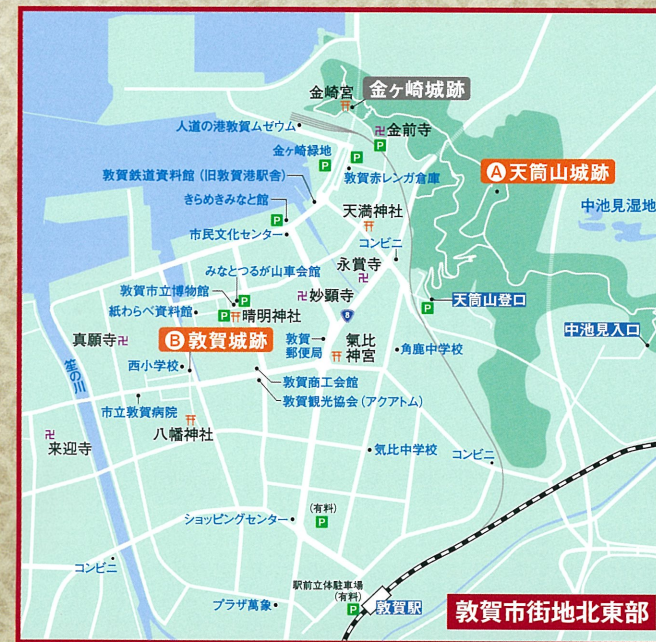 金崎宮
金ヶ崎城跡
人道の港敦賀ムゼウム
金前寺
金ヶ崎緑地
P
P
P
敦賀鉄道資料館（旧敦賀港駅舎）
敦賀赤レンガ倉庫
A 天筒山城跡
きらめきみなと館
P
天満神社
中池見湿地
市民文化センター
コンビニ
みなとつるが山車会館
永賞寺
敦賀市立博物館
妙顕寺
天筒山登口
P
P
P
紙わらべ資料館
晴明神社
8
中池見入口
真願寺
B 敦賀城跡
敦賀
郵便局
氣比
神宮
角鹿中学校
笙の川
西小学校
敦賀商工会館
敦賀観光協会（アクアトム）
市立敦賀病院
八幡神社
来迎寺
気比中学校
コンビニ
ショッピングセンター
（有料）
P
コンビニ
駅前立体駐車場
（有料）
P
敦賀駅
プラザ萬象
敦賀市街地北東部